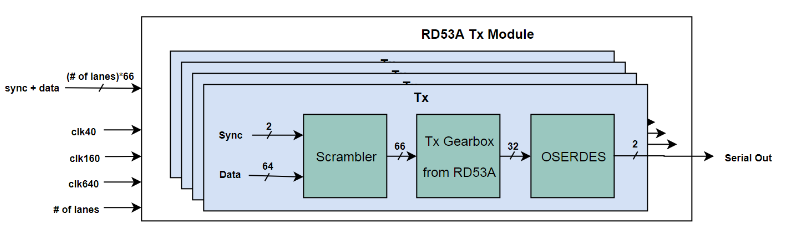 RD53A Tx Module
(# of lanes)*66
sync + data
Tx
Sync
2
Data
64
Scrambler
66
Tx Gearbox
from RD53A
32
OSERDES
2
Serial Out
clk40
clk160
clk640
# of lanes